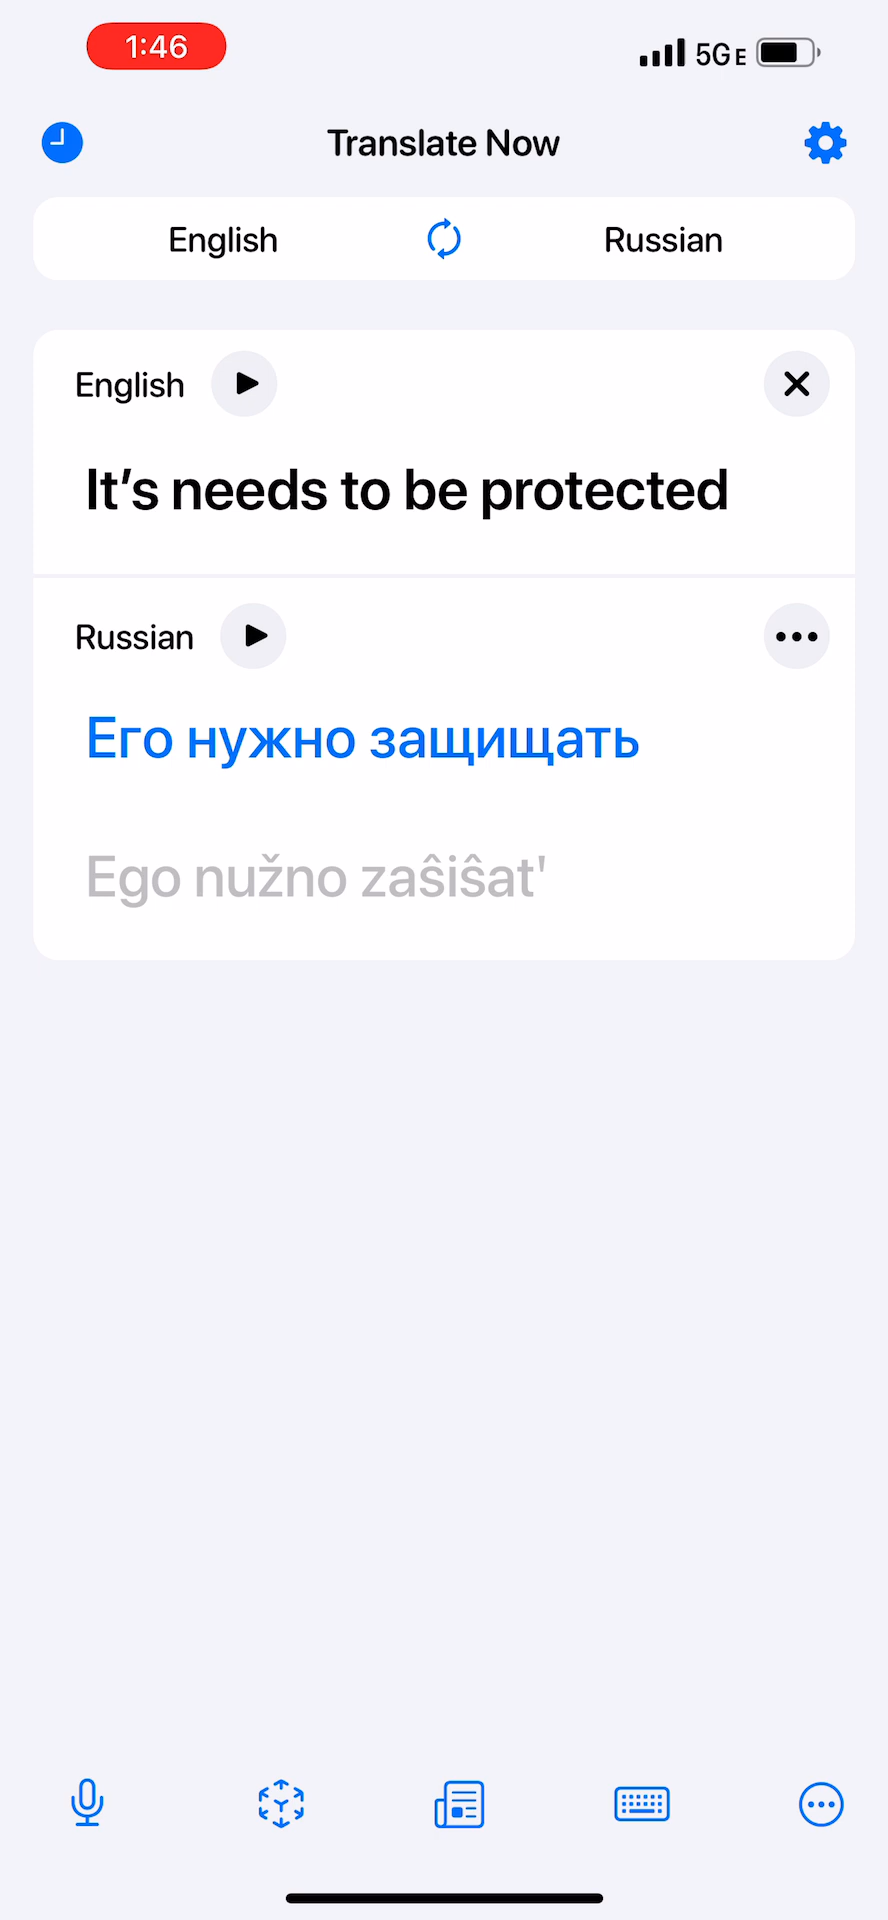 1:46
5GE
Translate Now
English
Russian
English
It’s needs to be protected
Russian
Его нужно защищать
Ego nužno zaŝiŝat'